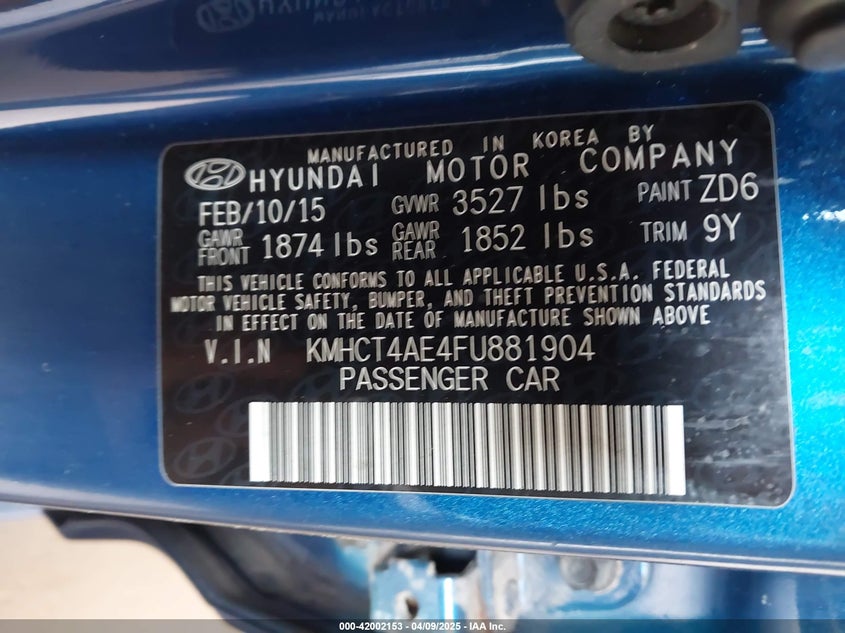 MANUFACTURED IN KOREA BY
HYUNDAI MOTOR COMPANY
FEB/10/15 GVWR 3527 lbs PAINT ZD6
GAWR FRONT 1874 lbs GAWR REAR 1852 lbs TRIM 9Y
THIS VEHICLE CONFORMS TO ALL APPLICABLE U.S.A. FEDERAL
MOTOR VEHICLE SAFETY, BUMPER, AND THEFT PREVENTION STANDARDS
IN EFFECT ON THE DATE OF MANUFACTURE SHOWN ABOVE
V.I.N KMHCT4AE4FU881904
PASSENGER CAR
000-42002153 - 04/09/2025 - IAA Inc.